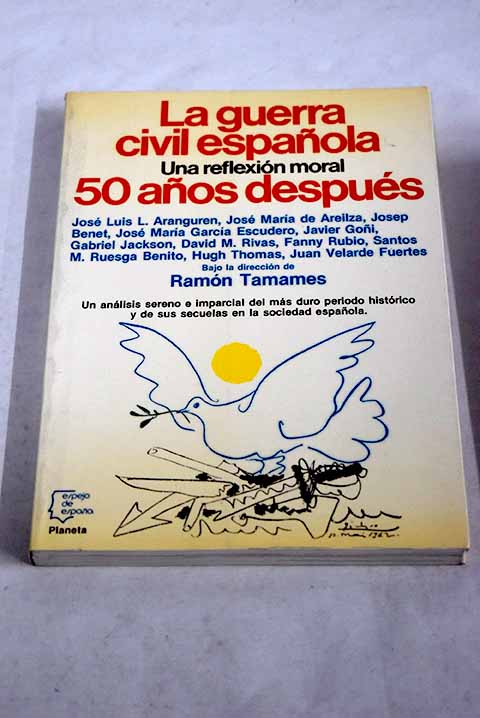 La guerra
civil española
Una reflexión moral
50 años después
José Luis L. Aranguren, José María de Areilza, Josep
Benet, José María García Escudero, Javier Goñi,
Gabriel Jackson, David M. Rivas, Fanny Rubio, Santos
M. Ruesga Benito, Hugh Thomas, Juan Velarde Fuertes
Bajo la dirección de
Ramón Tamames
Un análisis sereno e imparcial del más duro periodo histórico
y de sus secuelas en la sociedad española.
espejo
de
españa
Planeta
Picasso